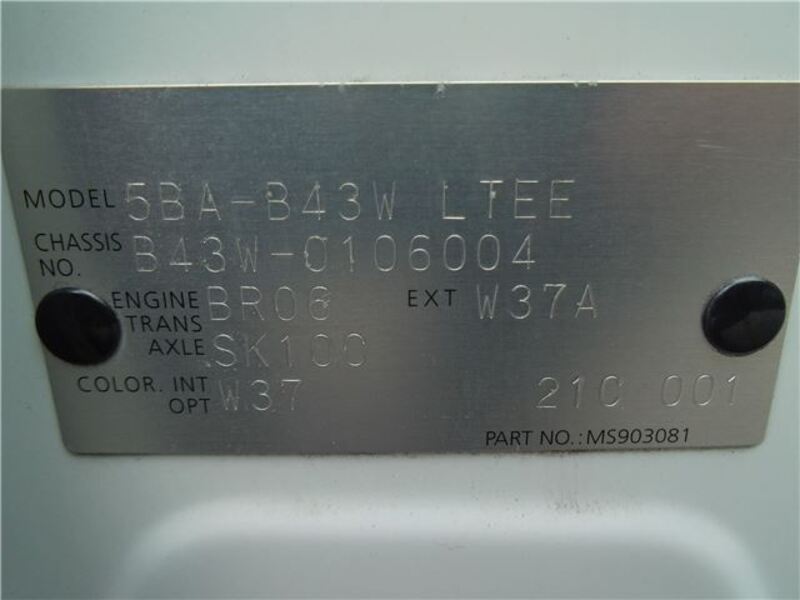 MODEL 5BA-B43W LTEE
CHASSIS NO. B43W-0106004
ENGINE BR06 EXT W37A
TRANS AXLE SK100
COLOR. INT W37
OPT 210 001
PART NO.:MS903081